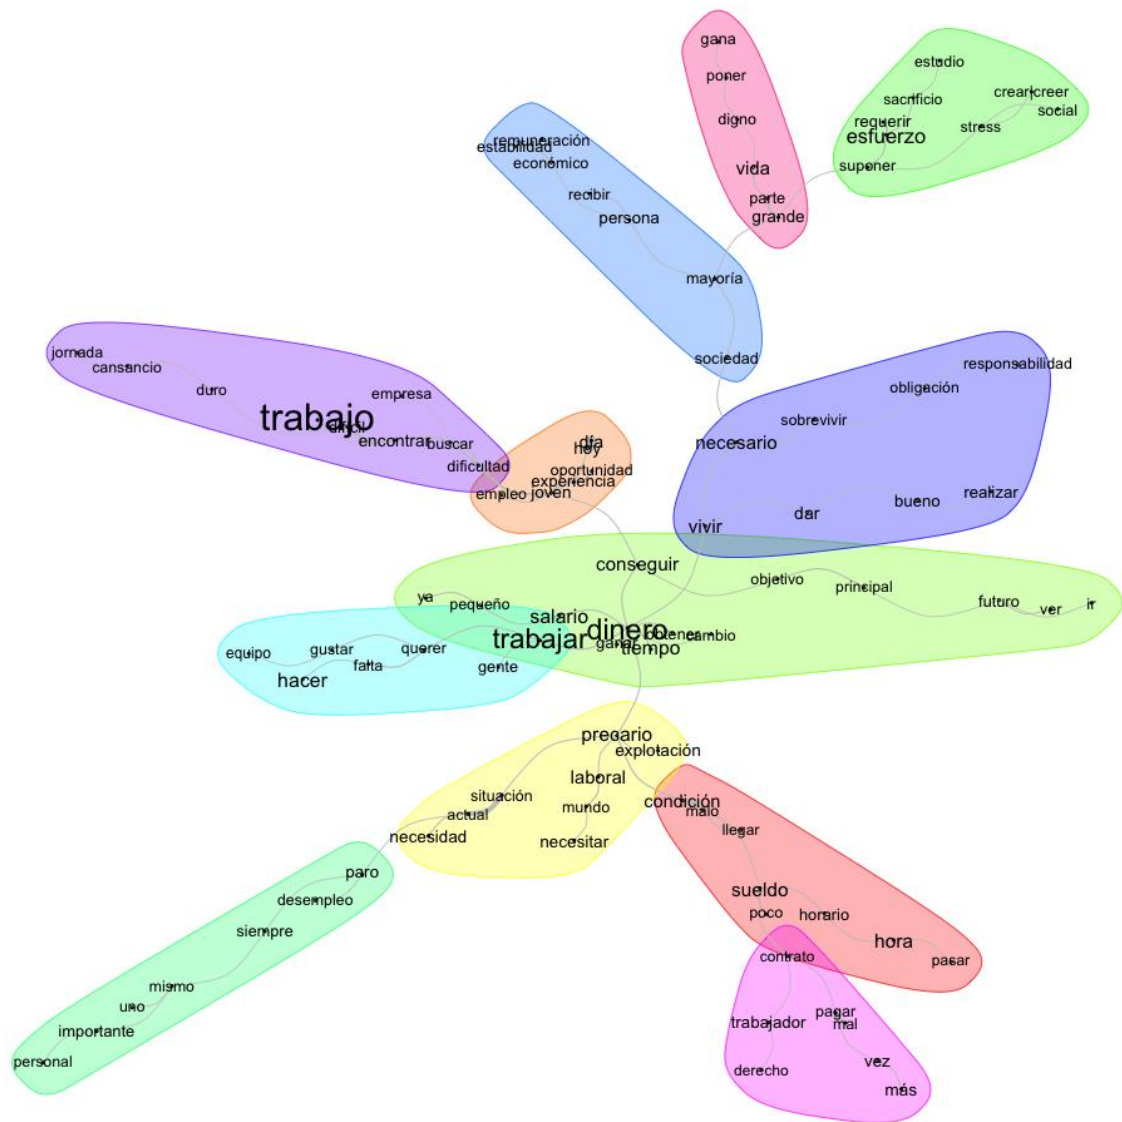 gana
poner
digno
vida
parte
grande
estudio
sacrificio
crear
creer
social
requerir
esfuerzo
stress
suponer
remuneración
estabilidad
económico
recibir
persona
mayoría
sociedad
jornada
cansancio
duro
empresa
trabajo
difícil
encontrar
buscar
dificultad
día
hoy
oportunidad
experiencia
empleo
joven
responsabilidad
obligación
sobrevivir
necesario
realizar
bueno
dar
vivir
conseguir
objetivo
principal
futuro
ver
ir
ya
pequeño
salario
dinero
obtener
cambio
ganar
tiempo
trabajar
equipo
gustar
querer
falta
gente
hacer
precario
explotación
laboral
situación
actual
mundo
necesidad
necesitar
condición
malo
llegar
sueldo
poco
horario
hora
pasar
paro
desempleo
siempre
mismo
uno
importante
personal
contrato
pagar
mal
trabajador
derecho
vez
más